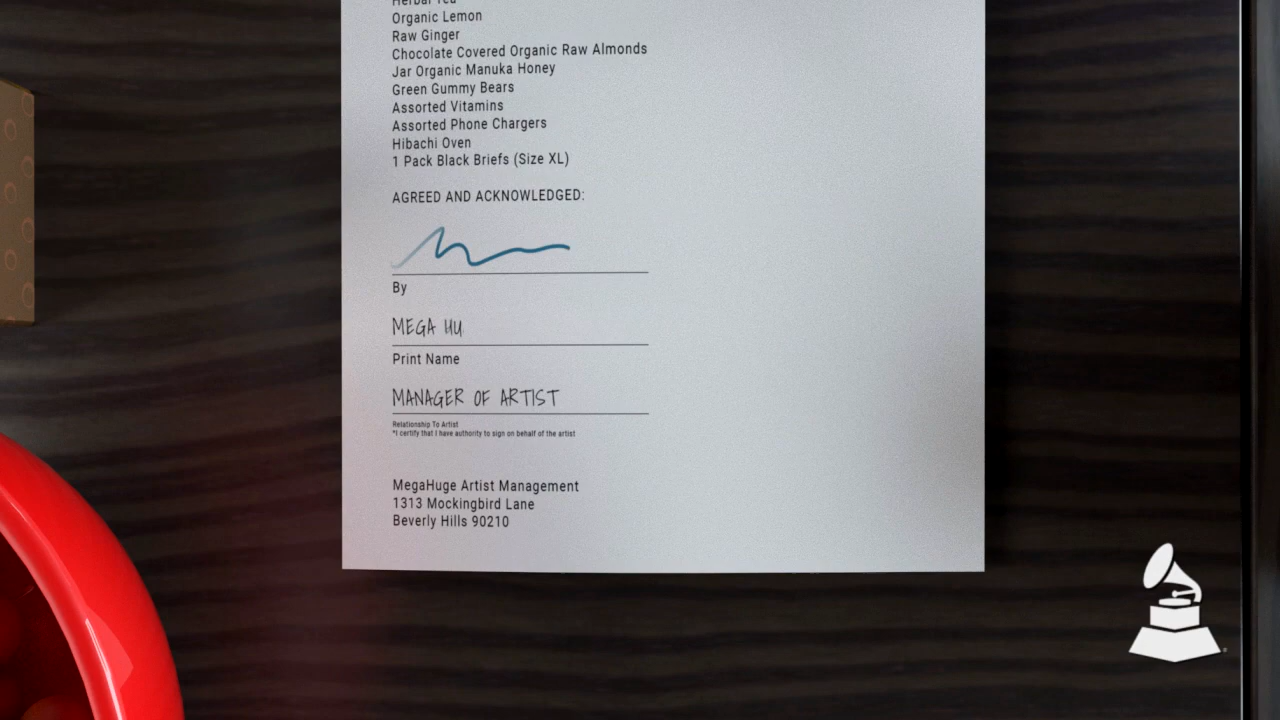 Herbal Tea
Organic Lemon
Raw Ginger
Chocolate Covered Organic Raw Almonds
Jar Organic Manuka Honey
Green Gummy Bears
Assorted Vitamins
Assorted Phone Chargers
Hibachi Oven
1 Pack Black Briefs (Size XL)
AGREED AND ACKNOWLEDGED:
By
MEGA HU
Print Name
MANAGER OF ARTIST
Relationship To Artist
*I certify that I have authority to sign on behalf of the artist
MegaHuge Artist Management
1313 Mockingbird Lane
Beverly Hills 90210